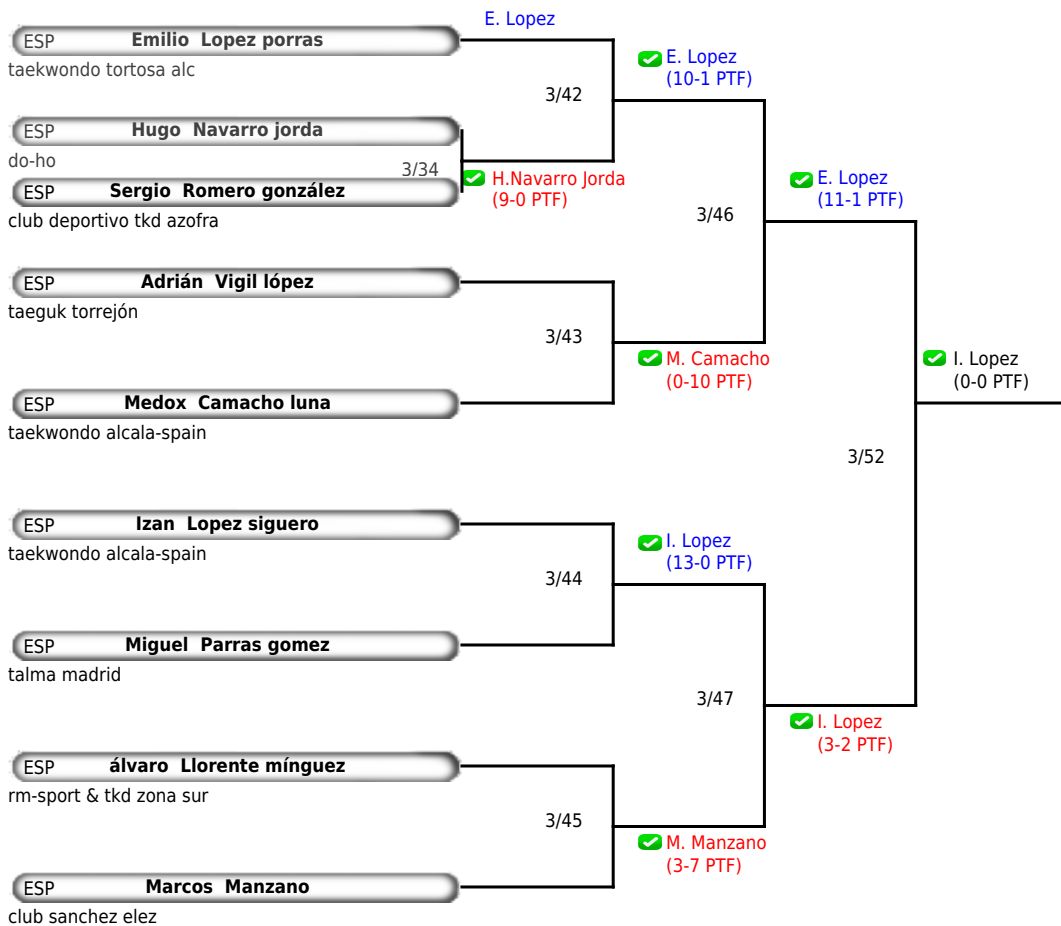 E. Lopez
ESP Emilio Lopez porras
taekwondo tortosa alc
E. Lopez
(10-1 PTF)
3/42
ESP Hugo Navarro jorda
do-ho
3/34
H.Navarro Jorda
(9-0 PTF)
ESP Sergio Romero gonzález
club deportivo tkd azofra
E. Lopez
(11-1 PTF)
3/46
ESP Adrián Vigil lópez
taeguk torrejón
3/43
M. Camacho
(0-10 PTF)
I. Lopez
(0-0 PTF)
ESP Medox Camacho luna
taekwondo alcala-spain
3/52
ESP Izan Lopez siguero
taekwondo alcala-spain
I. Lopez
(13-0 PTF)
3/44
ESP Miguel Parras gomez
talma madrid
3/47
I. Lopez
(3-2 PTF)
ESP álvaro Llorente mínguez
rm-sport & tkd zona sur
3/45
M. Manzano
(3-7 PTF)
ESP Marcos Manzano
club sanchez elez